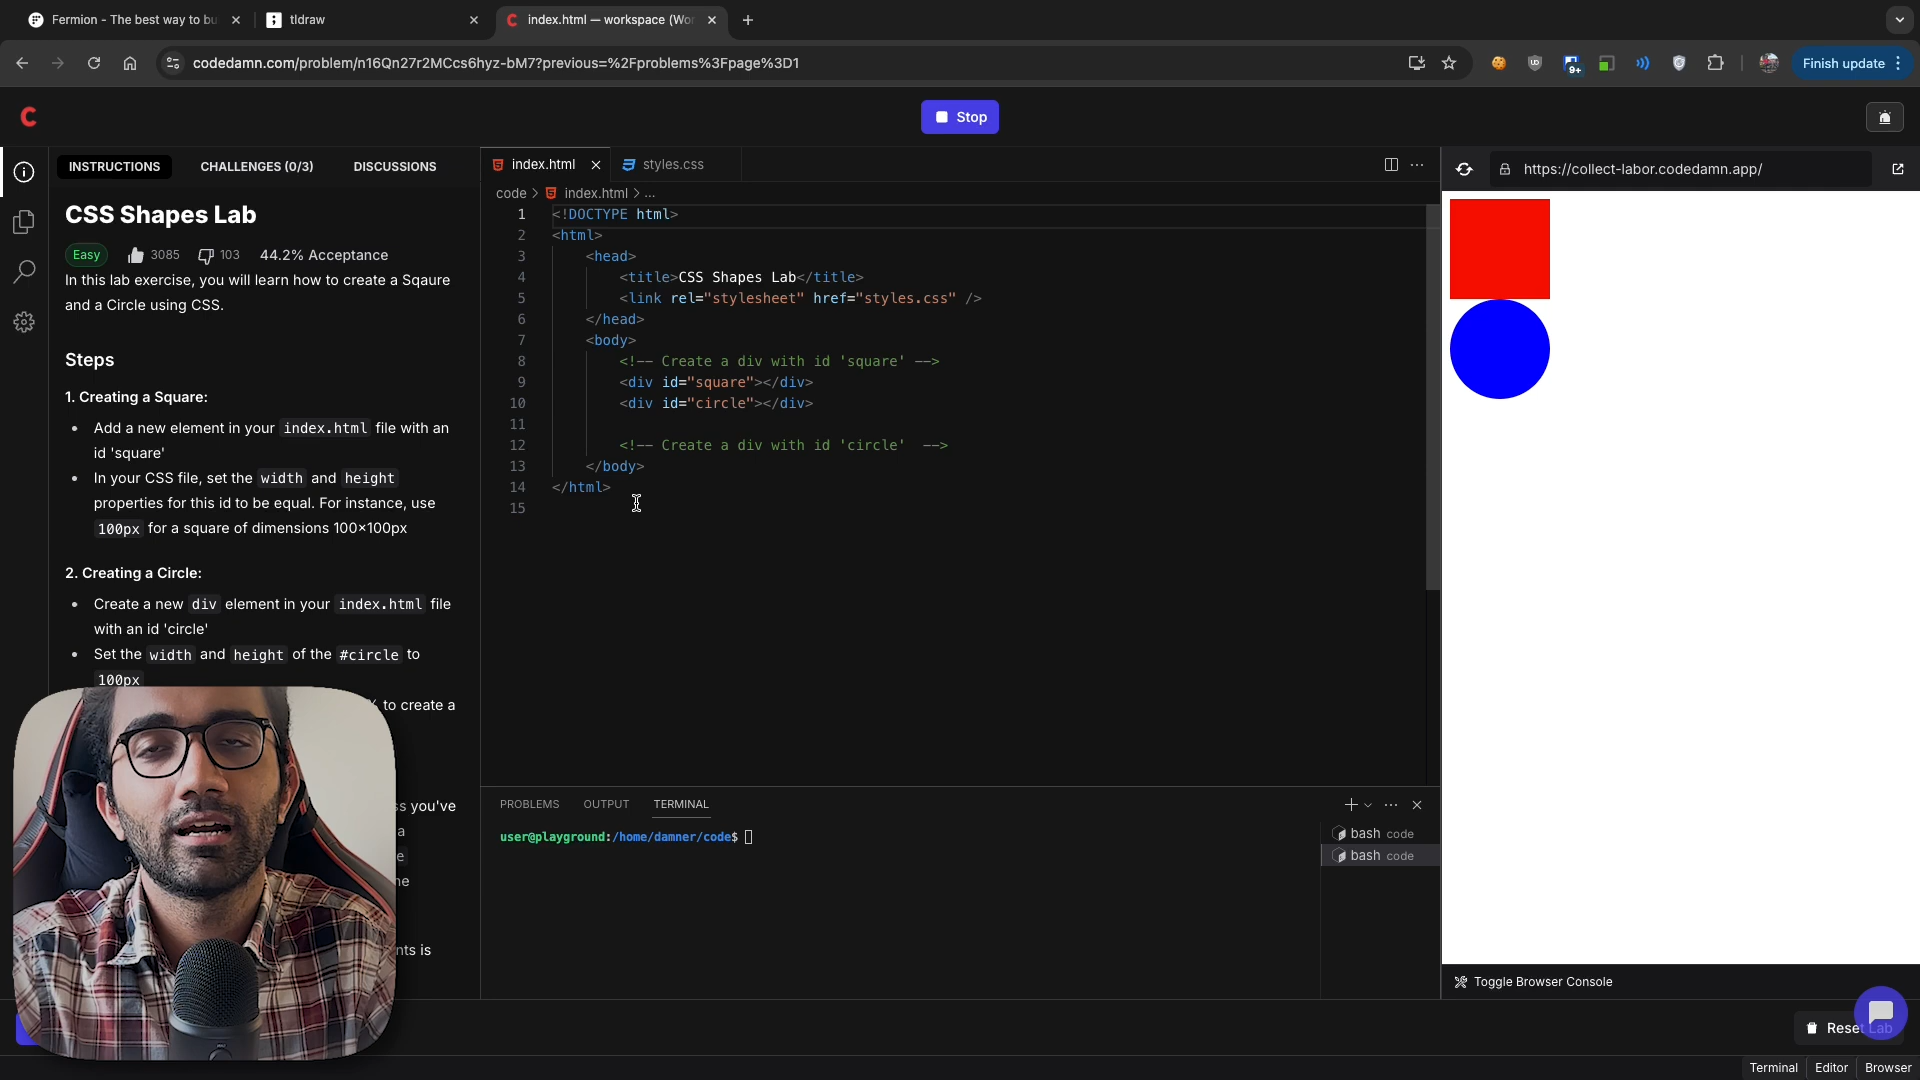 Fermion - The best way to bu
tldraw
index.html — workspace (Wor
codedamn.com/problem/n16Qn27r2MCcs6hyz-bM7?previous=%2Fproblems%3Fpage%3D1
9+
Finish update
Stop
INSTRUCTIONS
CHALLENGES (0/3)
DISCUSSIONS
CSS Shapes Lab
Easy
3085
103
44.2% Acceptance
In this lab exercise, you will learn how to create a Sqaure
and a Circle using CSS.
Steps
1. Creating a Square:
• Add a new element in your index.html file with an
id 'square'
• In your CSS file, set the width and height
properties for this id to be equal. For instance, use
100px for a square of dimensions 100x100px
2. Creating a Circle:
• Create a new div element in your index.html file
with an id 'circle'
• Set the width and height of the #circle to
100px
% to create a
ss you've
a
e
ne
nts is
index.html
styles.css
code > index.html > ...
1 <!DOCTYPE html>
2 <html>
3 <head>
4 <title>CSS Shapes Lab</title>
5 <link rel="stylesheet" href="styles.css" />
6 </head>
7 <body>
8 <!-- Create a div with id 'square' -->
9 <div id="square"></div>
10 <div id="circle"></div>
11
12 <!-- Create a div with id 'circle'  -->
13 </body>
14 </html>
15
PROBLEMS
OUTPUT
TERMINAL
user@playground:/home/damner/code$
bash code
bash code
https://collect-labor.codedamn.app/
Toggle Browser Console
Reset Lab
Terminal
Editor
Browser